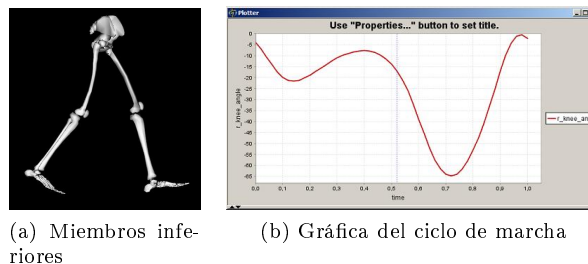 Plotter
Use "Properties..." button to set title.
0
-5
-10
-15
-20
-25
-30
-35
-40
-45
-50
-55
-60
-65
r_knee_angle
r_knee_an
0.0 0.1 0.2 0.3 0.4 0.5 0.6 0.7 0.8 0.9 1.0
time
(a) Miembros infe-
riores
(b) Gráfica del ciclo de marcha